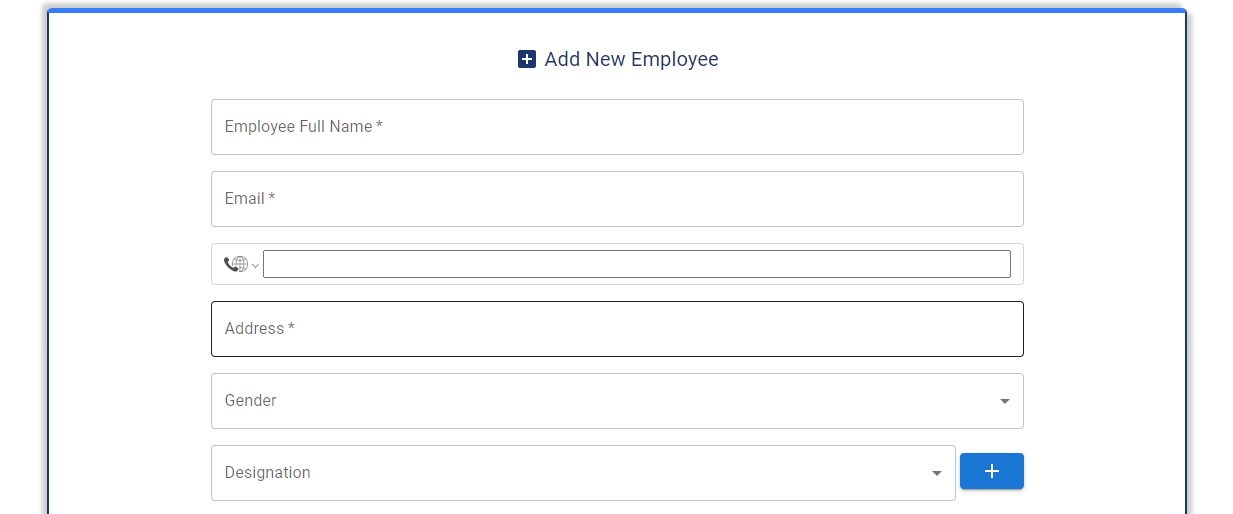 Add New Employee
Employee Full Name *
Email *
Address *
Gender
Designation